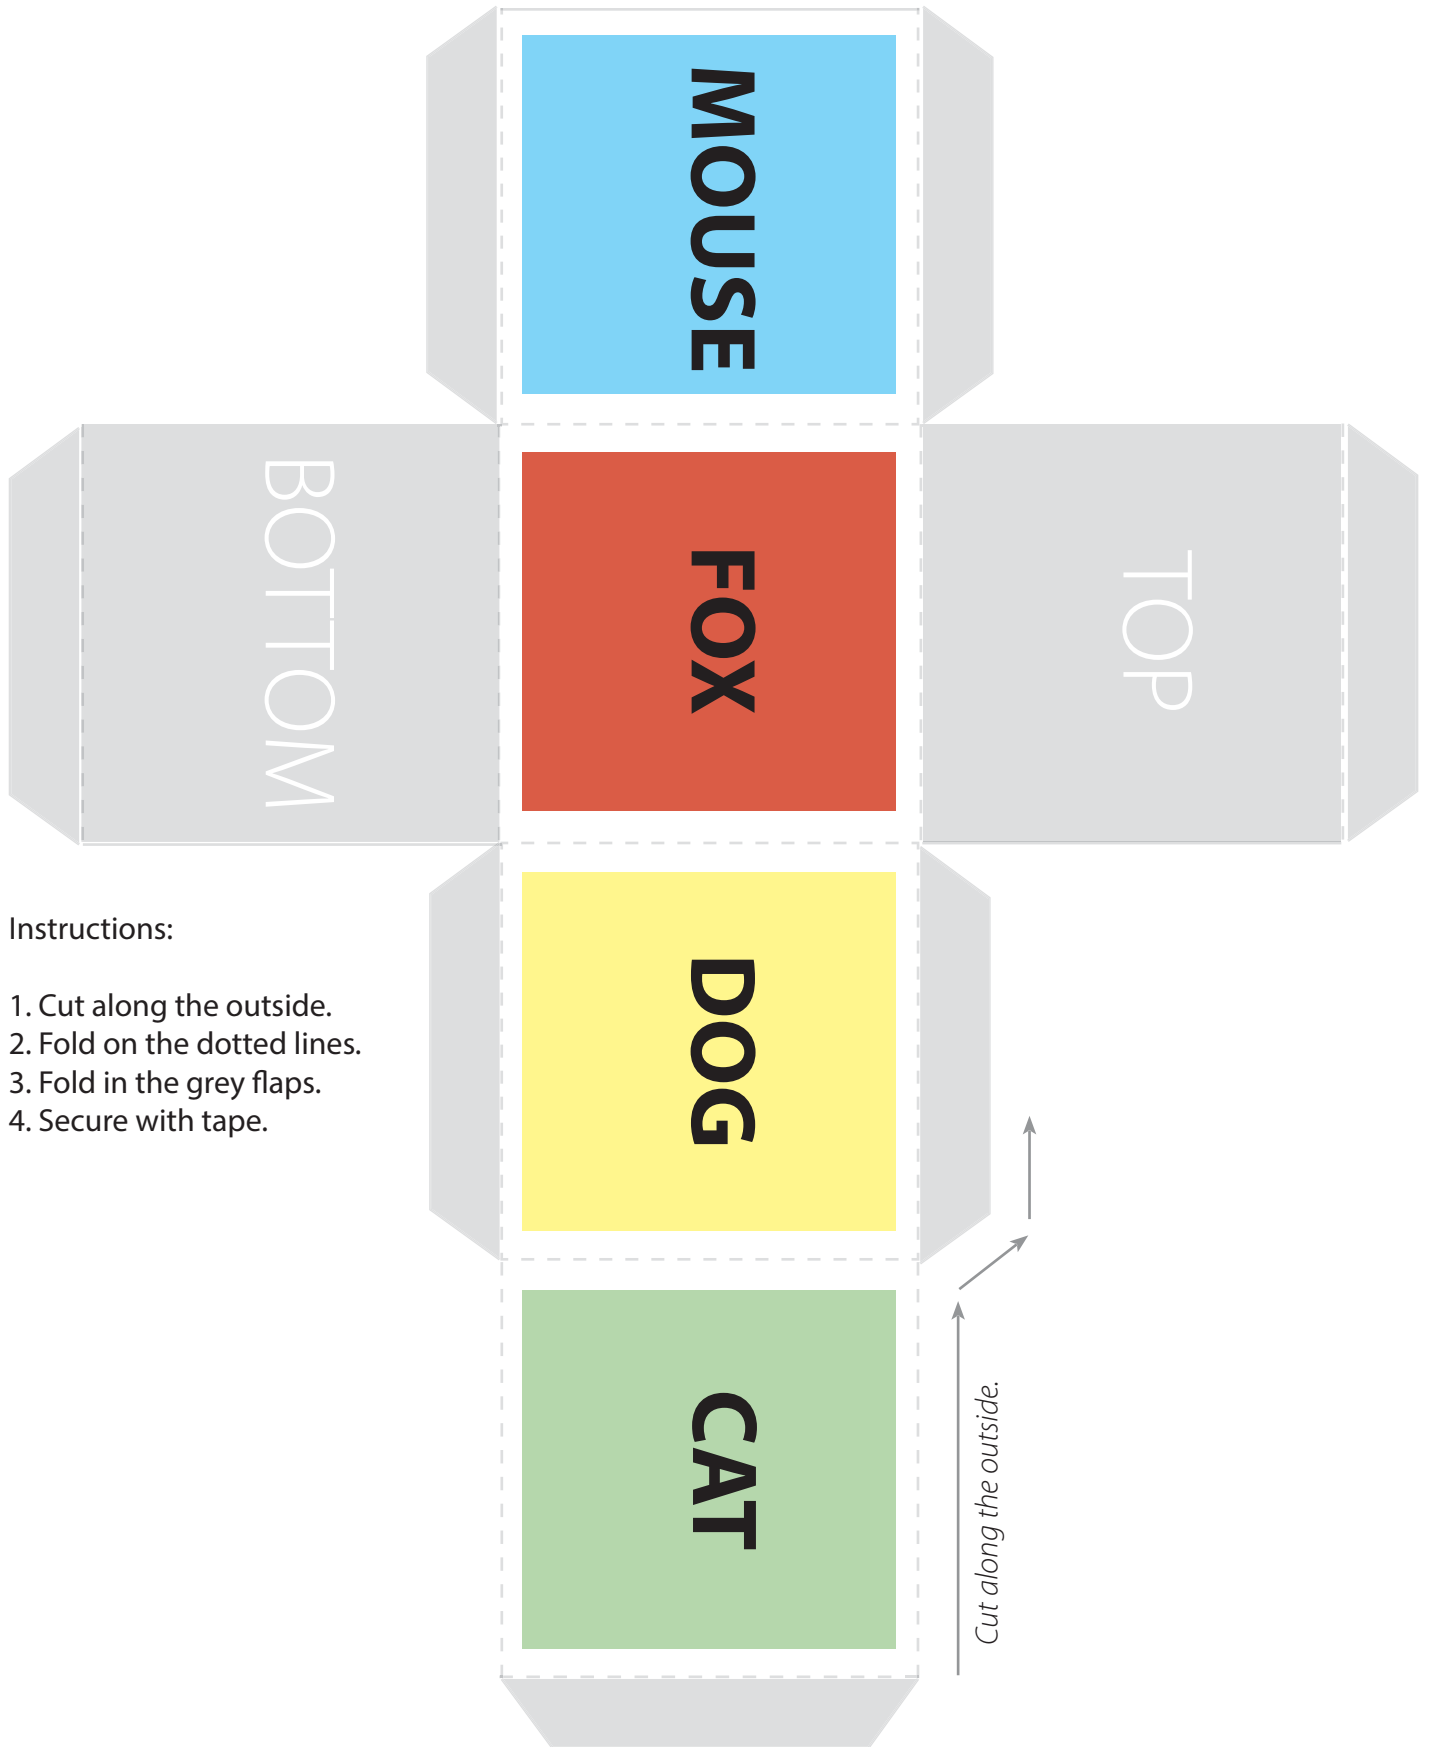 MOUSE
BOTTOM
FOX
TOP
Instructions:
1. Cut along the outside.
2. Fold on the dotted lines.
3. Fold in the grey flaps.
4. Secure with tape.
DOG
CAT
Cut along the outside.